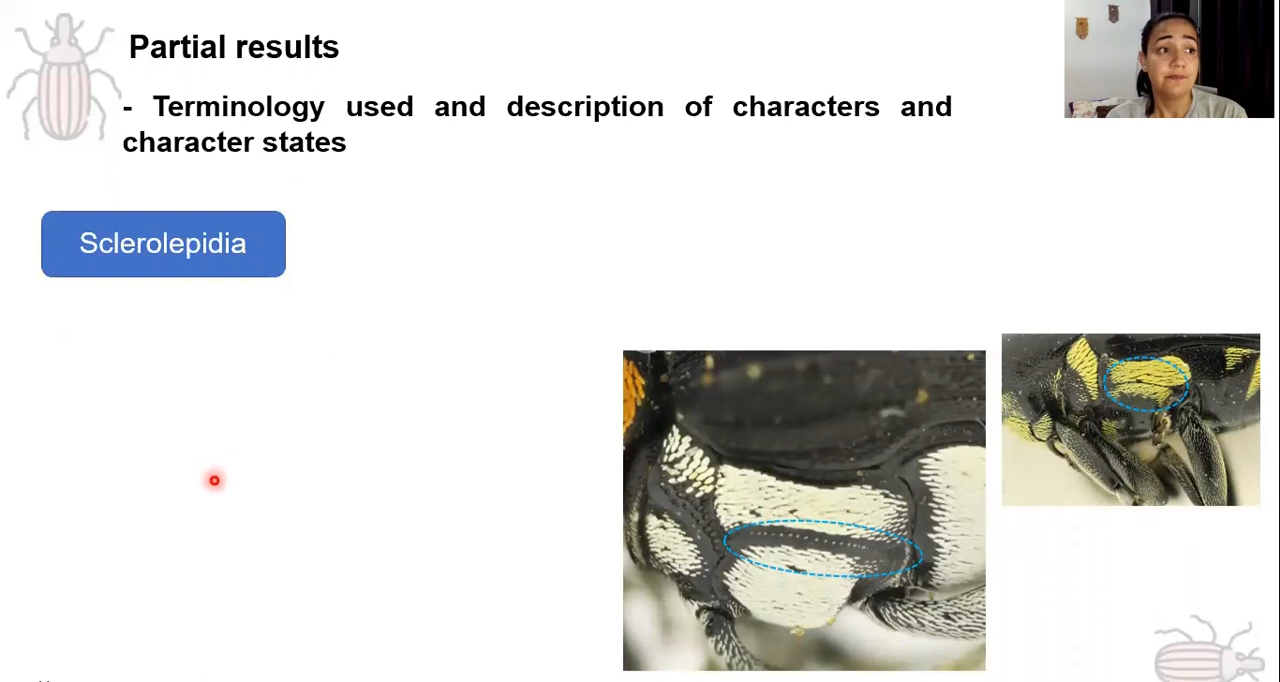 Partial results
- Terminology used and description of characters and
character states
Sclerolepidia